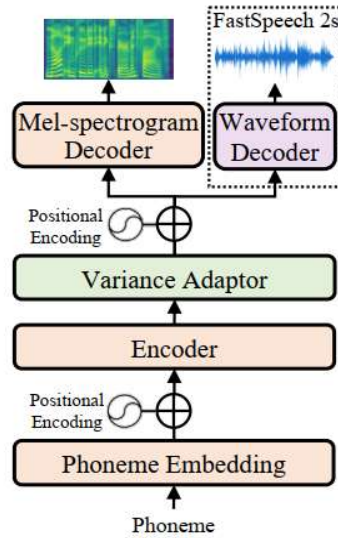 FastSpeech 2s
Mel-spectrogram
Decoder
Waveform
Decoder
Positional
Encoding
Variance Adaptor
Encoder
Positional
Encoding
Phoneme Embedding
Phoneme